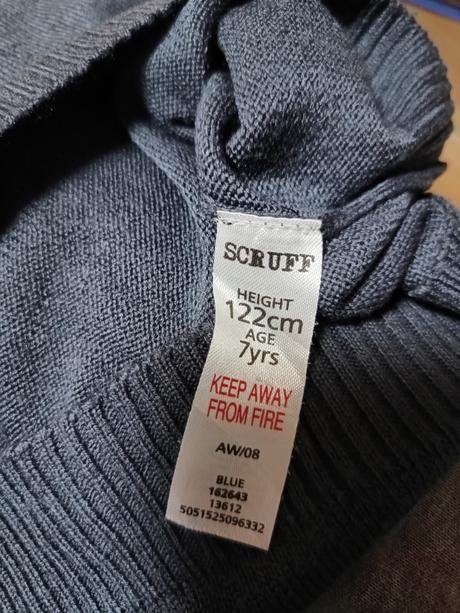 SCRUFF
HEIGHT
122cm
AGE
7yrs
KEEP AWAY
FROM FIRE
AW/08
BLUE
162643
13612
5051525096332